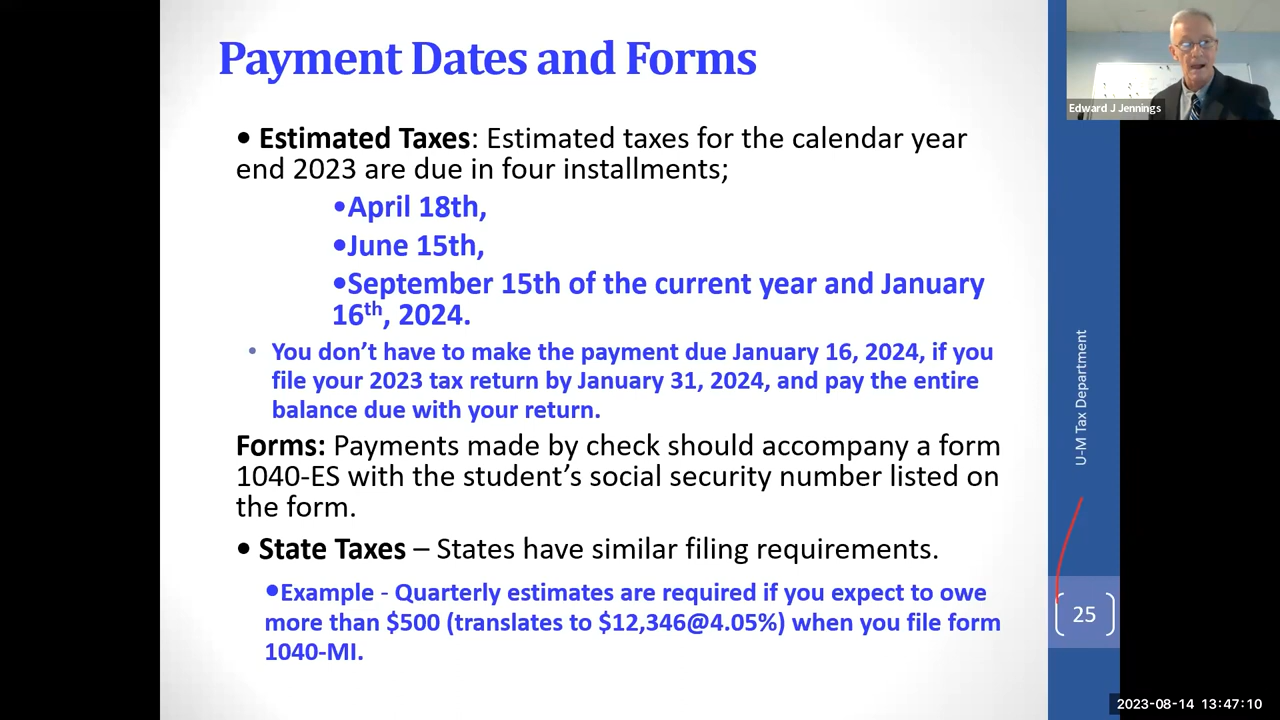 Payment Dates and Forms
• Estimated Taxes: Estimated taxes for the calendar year
end 2023 are due in four installments;
•April 18th,
•June 15th,
•September 15th of the current year and January
16th, 2024.
• You don’t have to make the payment due January 16, 2024, if you
file your 2023 tax return by January 31, 2024, and pay the entire
balance due with your return.
Forms: Payments made by check should accompany a form
1040-ES with the student’s social security number listed on
the form.
• State Taxes – States have similar filing requirements.
•Example - Quarterly estimates are required if you expect to owe
more than $500 (translates to $12,346@4.05%) when you file form
1040-MI.
U-M Tax Department
25
Edward J Jennings
2023-08-14 13:47:10